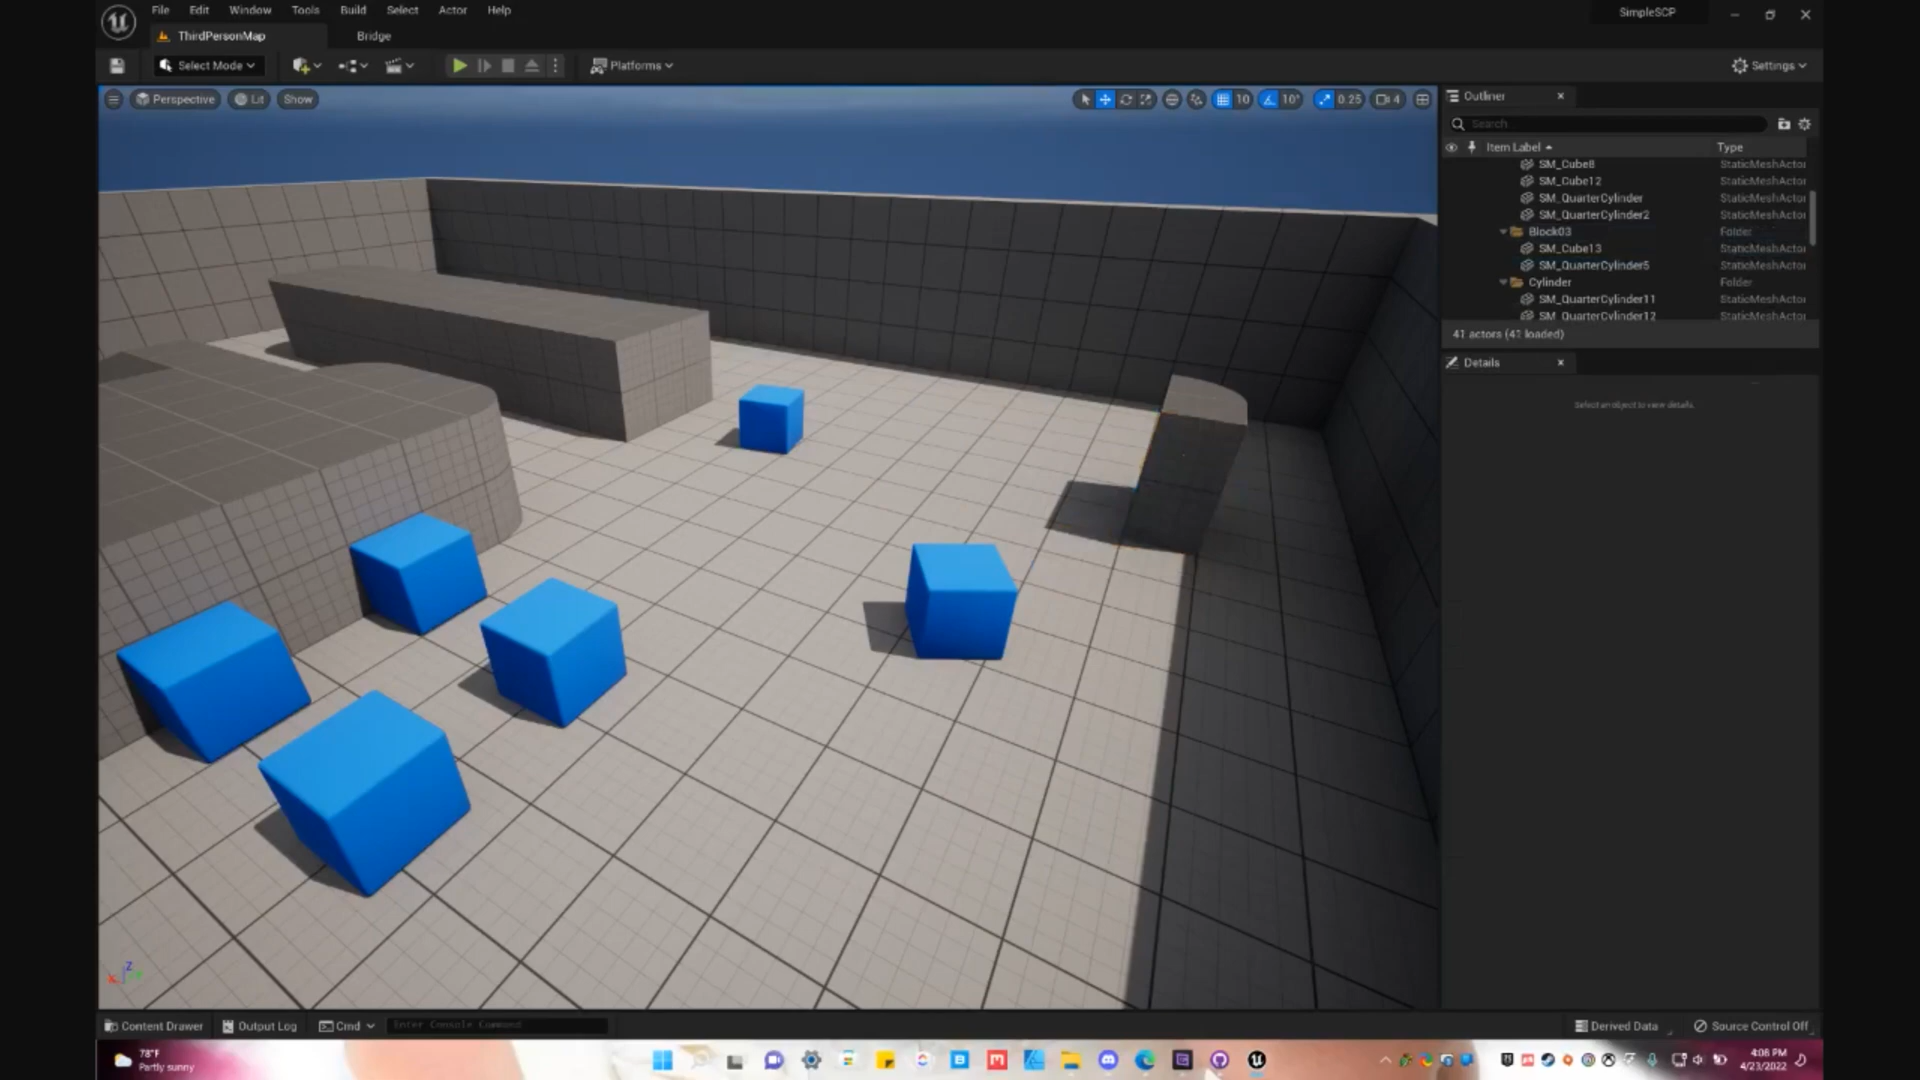 File Edit Window Tools Build Select Actor Help
SimpleSCP
ThirdPersonMap
Bridge
Select Mode
Platforms
Settings
Perspective
Lit
Show
10
10°
0.25
4
Outliner
Search
Item Label
Type
SM_Cube8 StaticMeshActor
SM_Cube12 StaticMeshActor
SM_QuarterCylinder StaticMeshActor
SM_QuarterCylinder2 StaticMeshActor
Block03 Folder
SM_Cube13 StaticMeshActor
SM_QuarterCylinder5 StaticMeshActor
Cylinder Folder
SM_QuarterCylinder11 StaticMeshActor
SM_QuarterCylinder12 StaticMeshActor
41 actors (41 loaded)
Details
Select an object to view details.
Z
Content Drawer
Output Log
Cmd
Enter Console Command
Derived Data
Source Control Off
78°F
Partly sunny
4:08 PM
4/23/2022